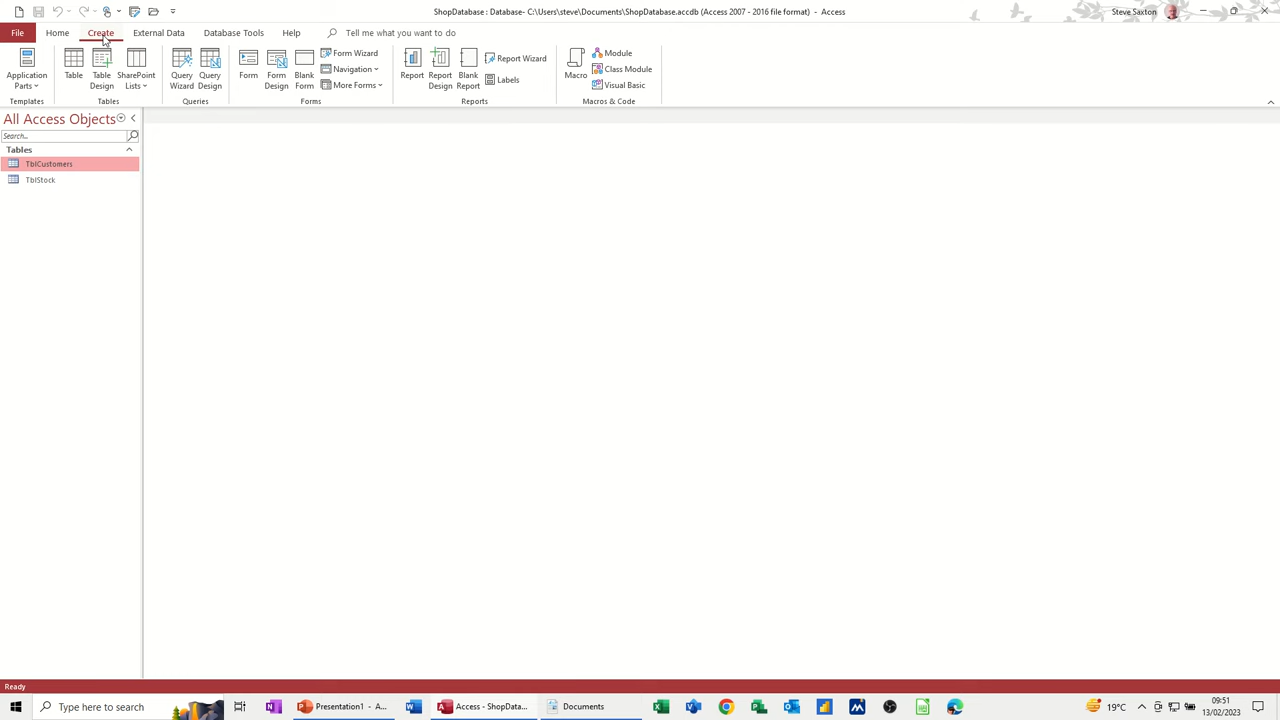 ShopDatabase : Database- C:\Users\steve\Documents\ShopDatabase.accdb (Access 2007 - 2016 file format) - Access
Steve Saxton
File Home Create External Data Database Tools Help Tell me what you want to do
Application Parts
Table
Table Design
SharePoint Lists
Query Wizard
Query Design
Form
Form Design
Blank Form
Form Wizard
Navigation
More Forms
Report
Report Design
Blank Report
Report Wizard
Labels
Macro
Module
Class Module
Visual Basic
Templates Tables Queries Forms Reports Macros & Code
All Access Objects
Search...
Tables
TblCustomers
TblStock
Ready
Type here to search
Presentation1 - A...
Access - ShopData...
Documents
19°C
09:51
13/02/2023